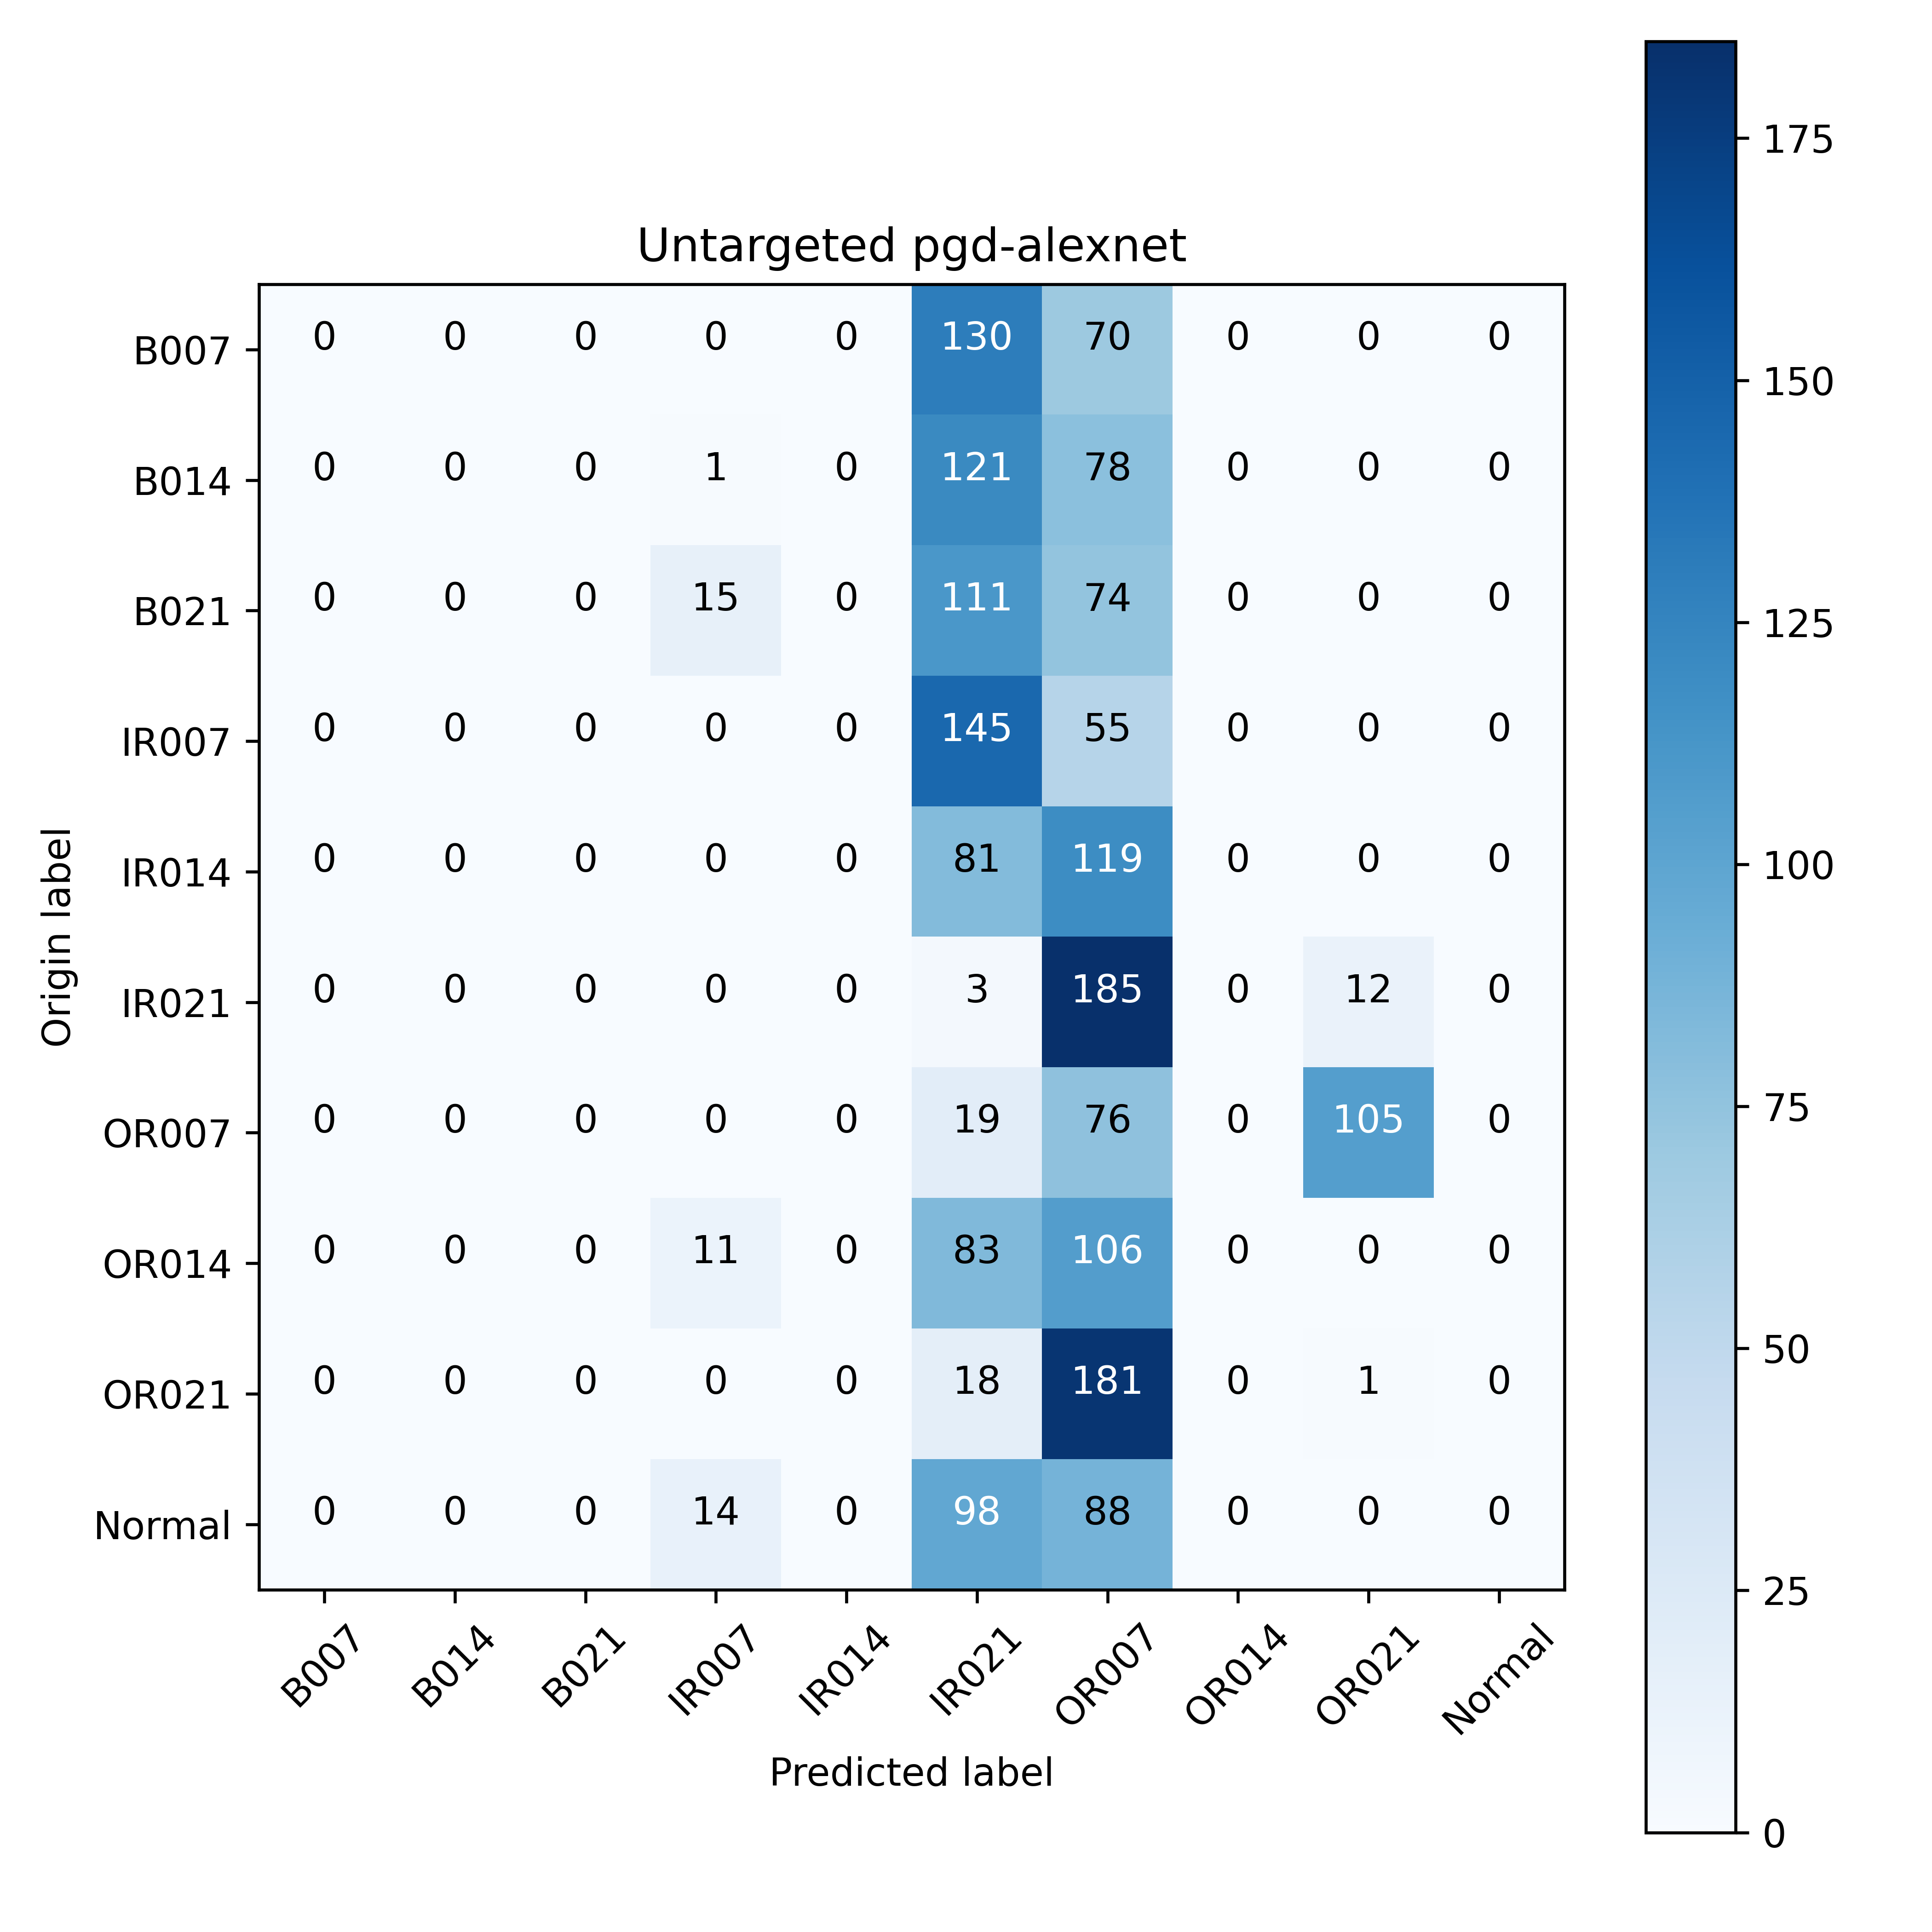 Untargeted pgd-alexnet
B007 0 0 0 0 0 130 70 0 0 0
B014 0 0 0 1 0 121 78 0 0 0
B021 0 0 0 15 0 111 74 0 0 0
IR007 0 0 0 0 0 145 55 0 0 0
IR014 0 0 0 0 0 81 119 0 0 0
IR021 0 0 0 0 0 3 185 0 12 0
OR007 0 0 0 0 0 19 76 0 105 0
OR014 0 0 0 11 0 83 106 0 0 0
OR021 0 0 0 0 0 18 181 0 1 0
Normal 0 0 0 14 0 98 88 0 0 0
B007 B014 B021 IR007 IR014 IR021 OR007 OR014 OR021 Normal
Predicted label
Origin label
175
150
125
100
75
50
25
0